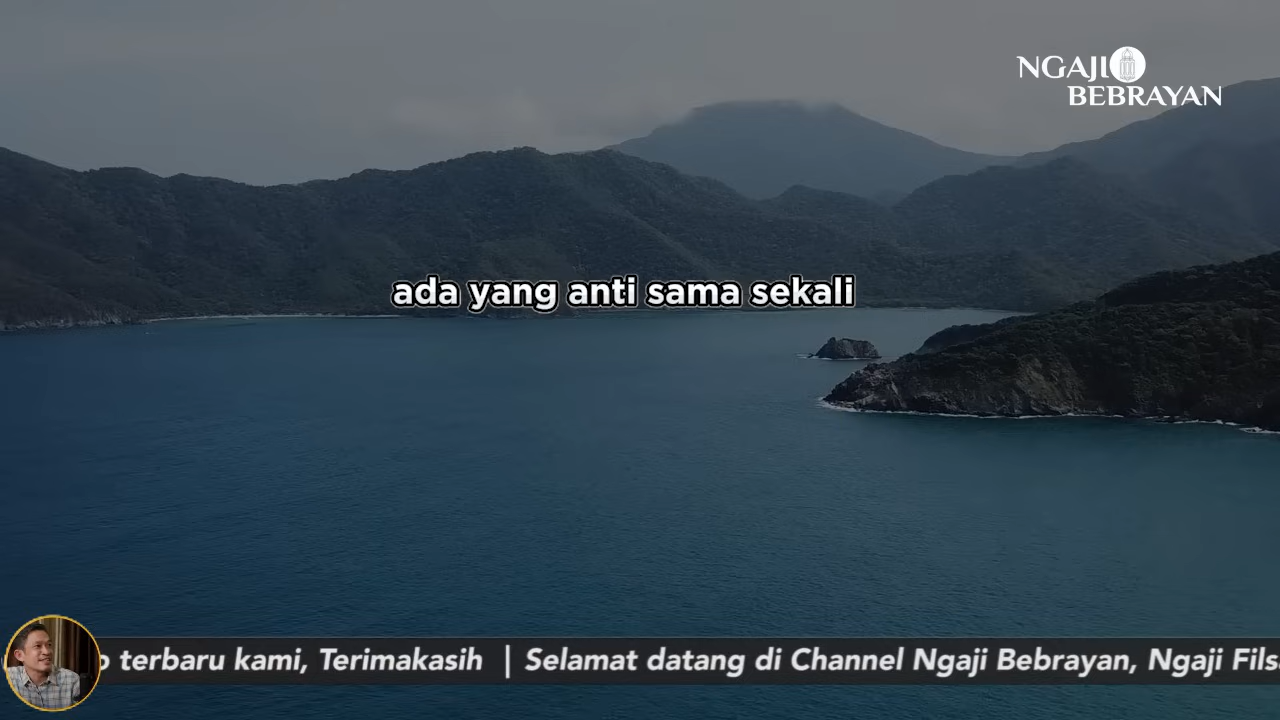 NGAJI
BEBRAYAN
ada yang anti sama sekali
terbaru kami, Terimakasih | Selamat datang di Channel Ngaji Bebrayan, Ngaji